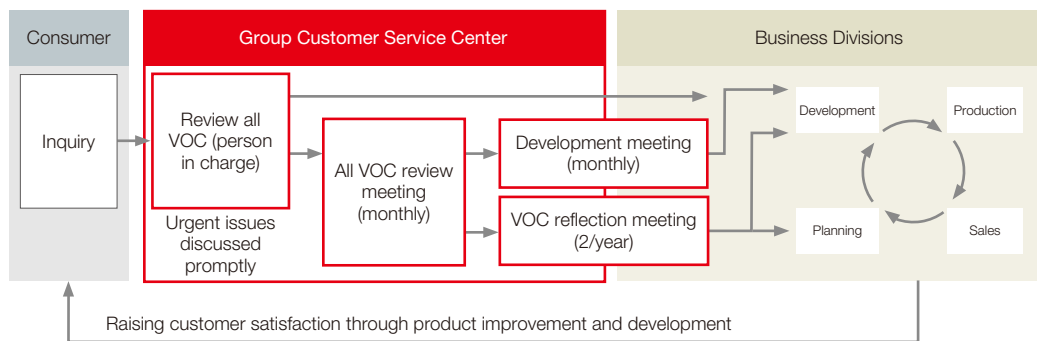 Consumer
Group Customer Service Center
Business Divisions
Inquiry
Review all
VOC (person
in charge)
Urgent issues
discussed
promptly
All VOC review
meeting
(monthly)
Development meeting
(monthly)
VOC reflection meeting
(2/year)
Development
Production
Planning
Sales
Raising customer satisfaction through product improvement and development